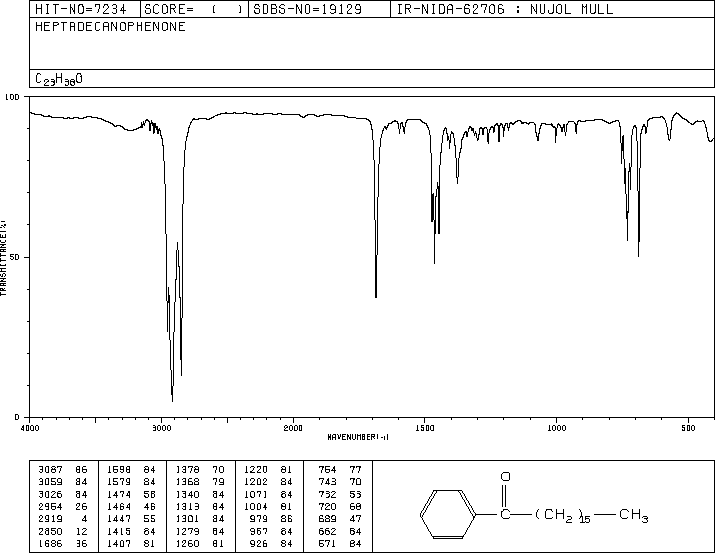 HIT-NO=7234 SCORE= ( ) SDBS-NO=19129 IR-NIDA-62706 : NUJOL MULL
HEPTADECANOPHENONE
C23H38O
100
50
0
TRANSMITTANCE(%)
4000 3000 2000 1500 1000 500
WAVENUMBER(-1)
3087 86 1598 84 1378 70 1220 81 754 77
3059 84 1579 84 1368 79 1202 84 743 70
3026 84 1474 58 1340 84 1071 84 732 53
2954 26 1464 46 1313 84 1004 81 720 68
2919 4 1447 55 1301 84 979 86 689 47
2850 12 1415 84 1279 84 967 84 662 84
1686 36 1407 81 1260 81 926 84 571 84
O
C (CH2)15 CH3